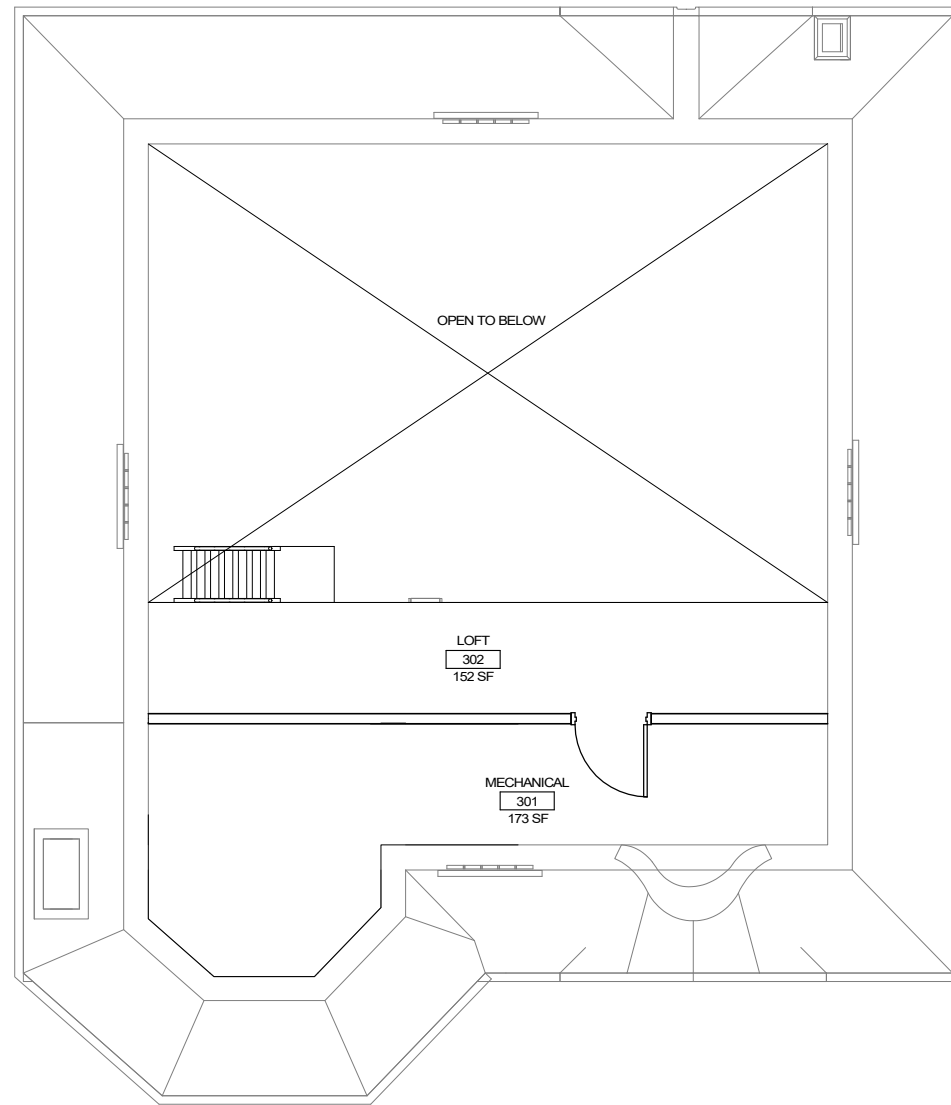 OPEN TO BELOW
LOFT
302
152 SF
MECHANICAL
301
173 SF